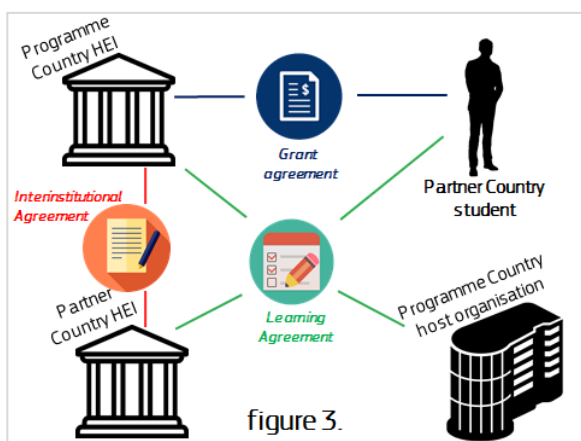 Programme
Country HEI
$
Grant
agreement
Partner Country
student
Interinstitutional
Agreement
Partner
Country HEI
Learning
Agreement
Programme Country
host organisation
figure 3.